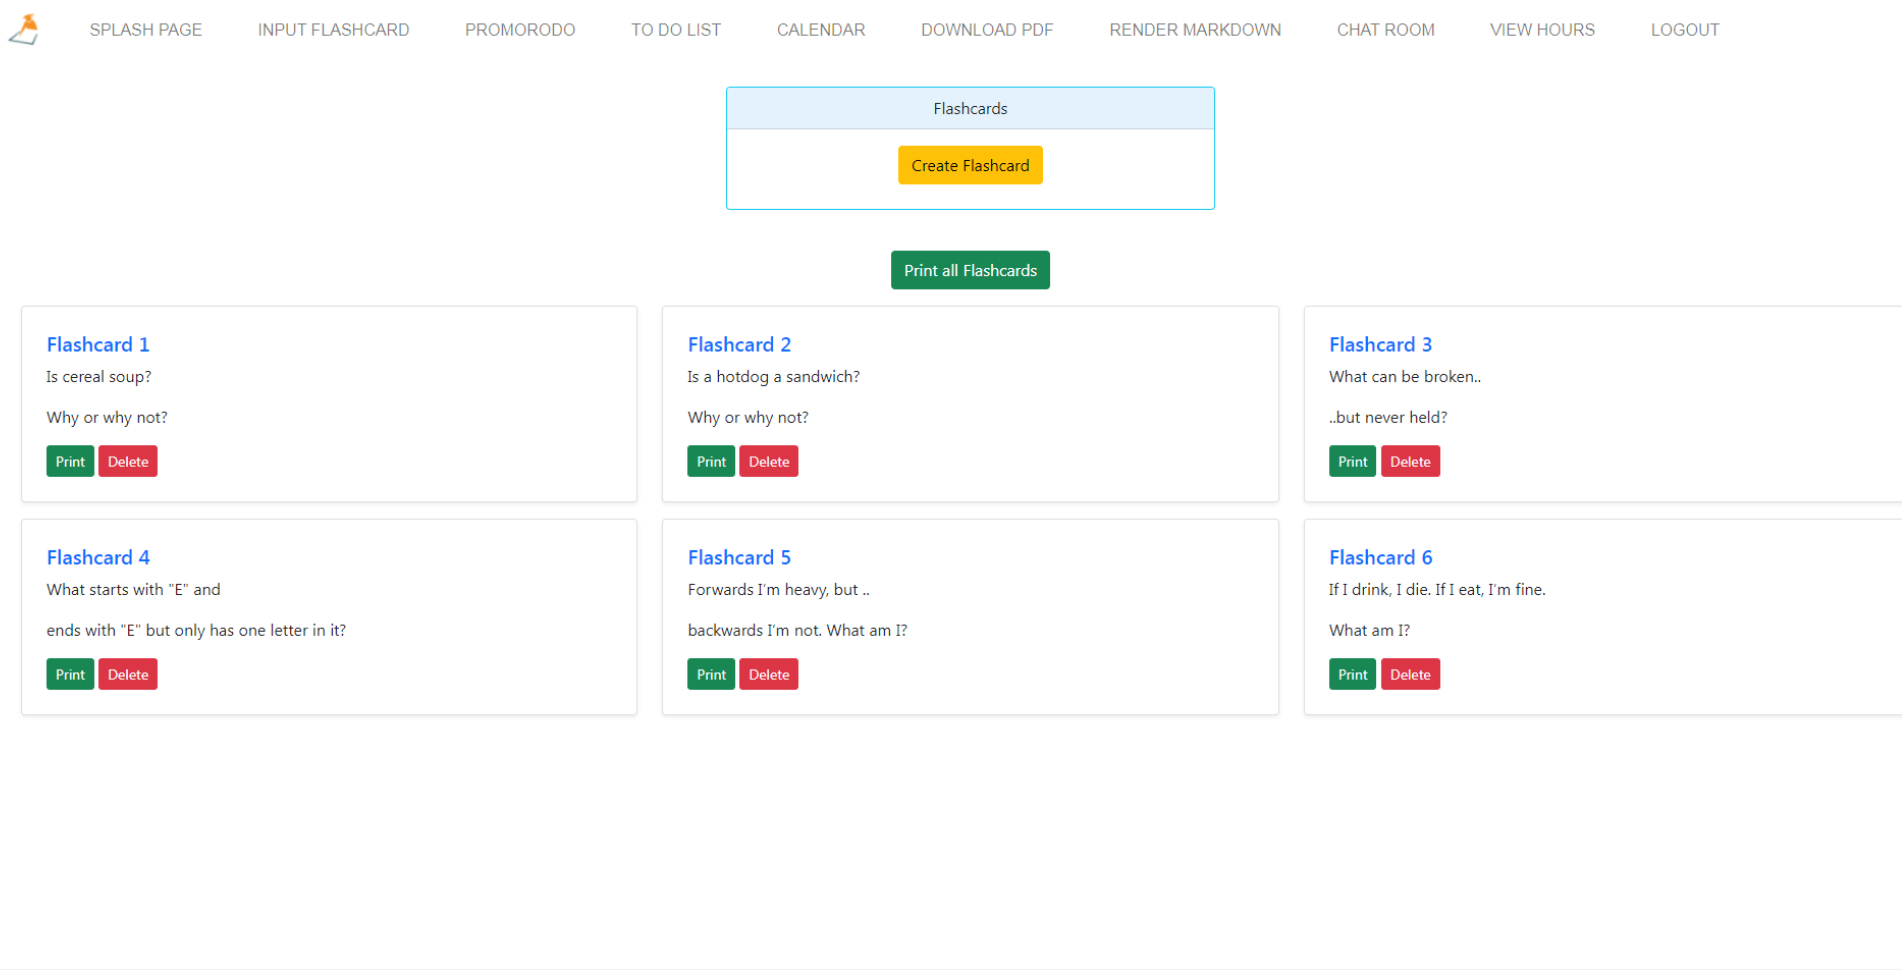 SPLASH PAGE INPUT FLASHCARD PROMORODO TO DO LIST CALENDAR DOWNLOAD PDF RENDER MARKDOWN CHAT ROOM VIEW HOURS LOGOUT
Flashcards
Create Flashcard
Print all Flashcards
Flashcard 1
Is cereal soup?
Why or why not?
Print Delete
Flashcard 2
Is a hotdog a sandwich?
Why or why not?
Print Delete
Flashcard 3
What can be broken..
..but never held?
Print Delete
Flashcard 4
What starts with "E" and
ends with "E" but only has one letter in it?
Print Delete
Flashcard 5
Forwards I'm heavy, but ..
backwards I'm not. What am I?
Print Delete
Flashcard 6
If I drink, I die. If I eat, I'm fine.
What am I?
Print Delete